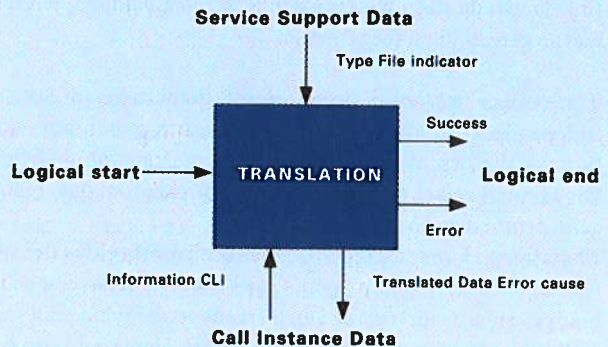 Service Support Data
Type File indicator
Success
Logical start
TRANSLATION
Logical end
Error
Information CLI
Translated Data Error cause
Call Instance Data